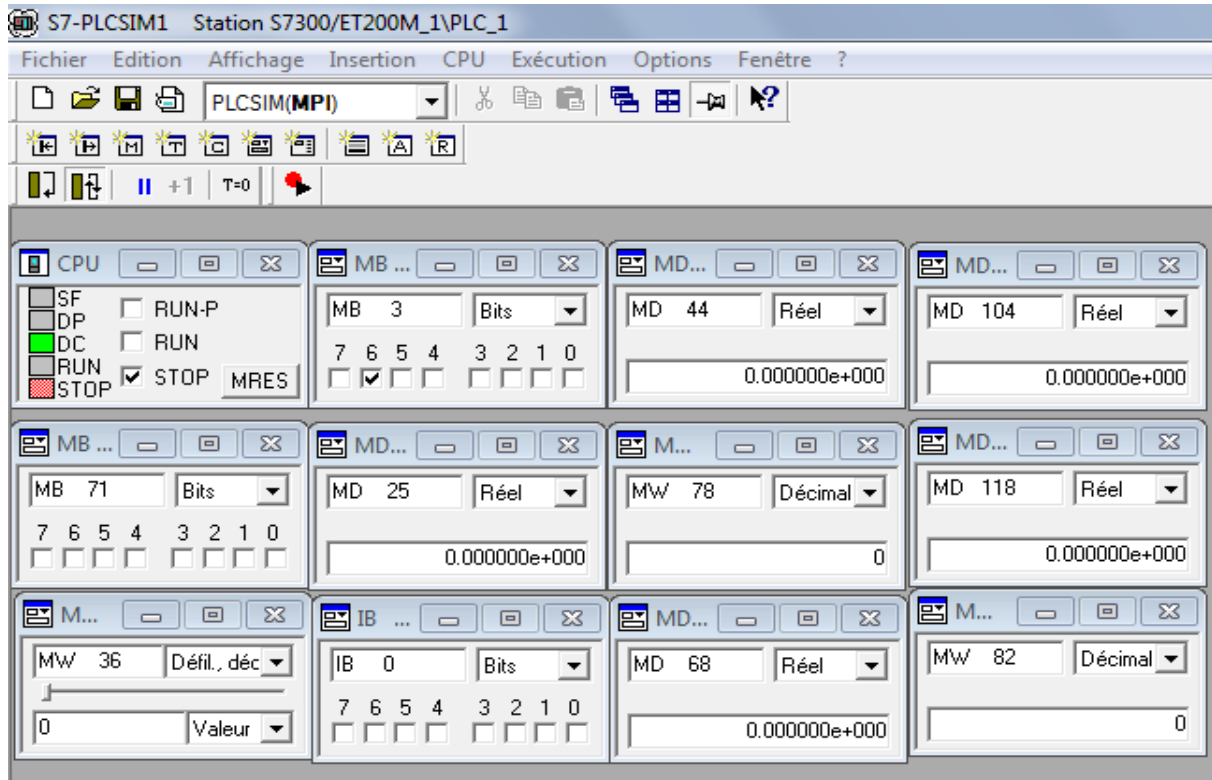 S7-PLCSIM1 Station S7300/ET200M_1\PLC_1
Fichier Edition Affichage Insertion CPU Exécution Options Fenêtre ?
PLCSIM(MPI)
M T C A R
+1 T=0
CPU
SF
DP
DC
RUN
STOP
RUN-P
RUN
STOP
MRES
MB ...
MB 3 Bits
7 6 5 4 3 2 1 0
MD...
MD 44 Réel
0.000000e+000
MD...
MD 104 Réel
0.000000e+000
MB ...
MB 71 Bits
7 6 5 4 3 2 1 0
MD...
MD 25 Réel
0.000000e+000
M...
MW 78 Décimal
0
MD...
MD 118 Réel
0.000000e+000
M...
MW 36 Défil., déc
0 Valeur
IB ...
IB 0 Bits
7 6 5 4 3 2 1 0
MD...
MD 68 Réel
0.000000e+000
M...
MW 82 Décimal
0